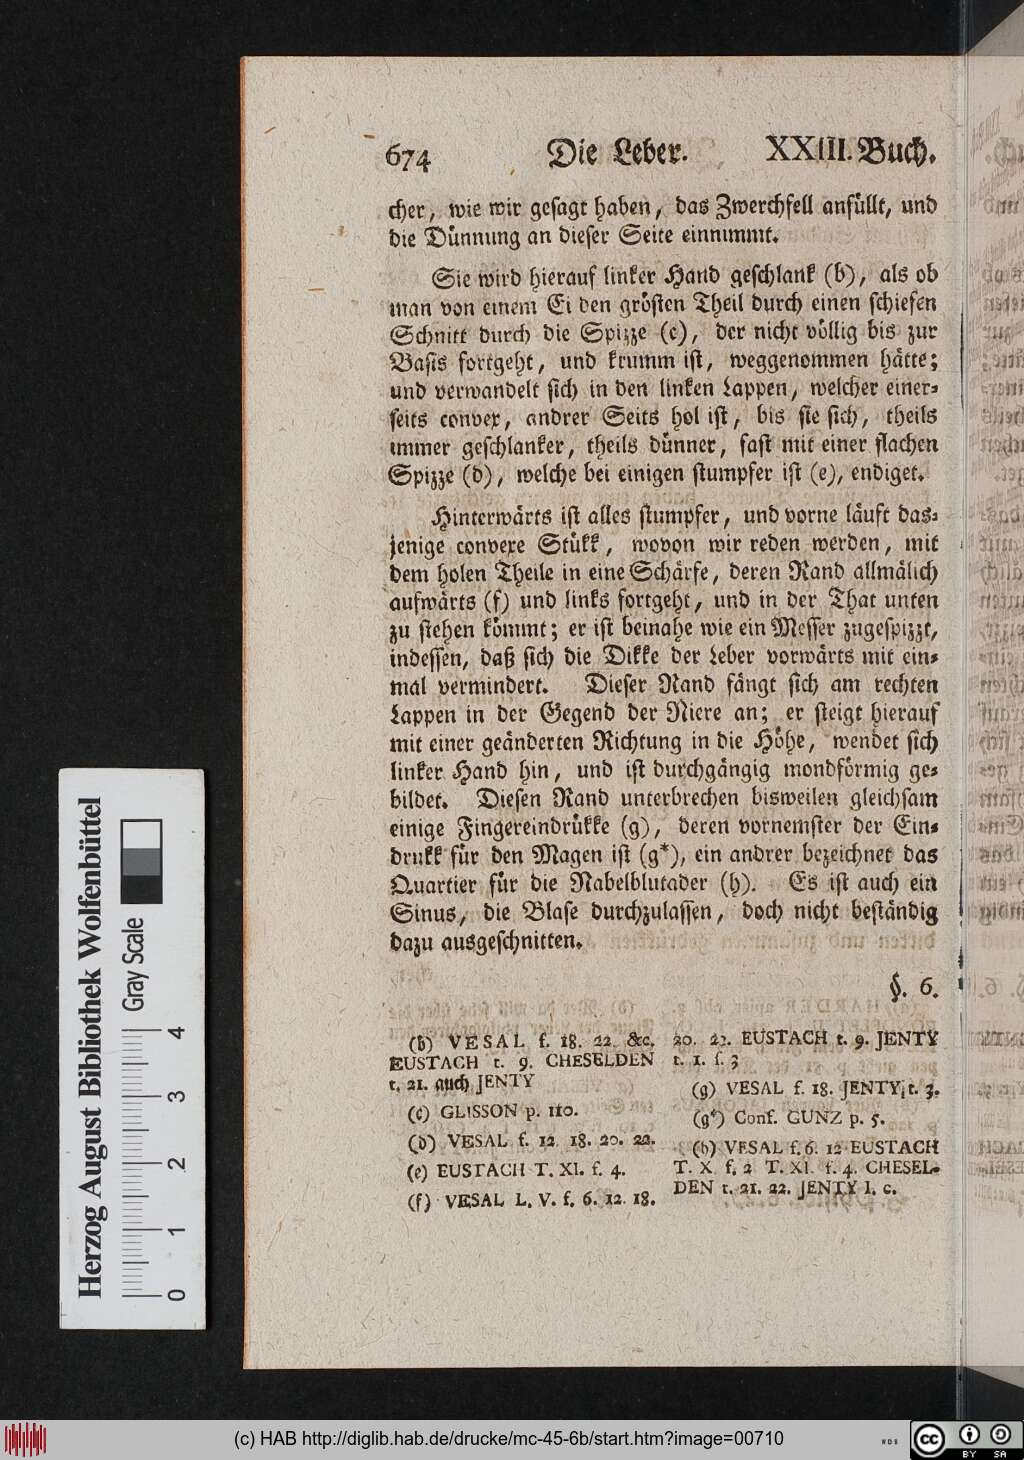 674 Die Leber. XXIII. Buch.
cher, wie wir gesagt haben, das Zwerchfell anfüllt, und
die Dünnung an dieser Seite einnimmt.
Sie wird hierauf linker Hand geschlank (b), als ob
man von einem Ei den grösten Theil durch einen schiefen
Schnitt durch die Spizze (c), der nicht völlig bis zur
Basis fortgeht, und krumm ist, weggenommen hätte;
und verwandelt sich in den linken Lappen, welcher einer-
seits convex, andrer Seits hol ist, bis sie sich, theils
immer geschlanker, theils dünner, fast mit einer flachen
Spizze (d), welche bei einigen stumpfer ist (e), endiget.
Hinterwärts ist alles stumpfer, und vorne läuft das-
jenige convexe Stükk, wovon wir reden werden, mit
dem holen Theile in eine Schärfe, deren Rand allmälich
aufwärts (f) und links fortgeht, und in der That unten
zu stehen kömmt; er ist beinahe wie ein Messer zugespizzt,
indessen, daß sich die Dikke der Leber vorwärts mit ein-
mal vermindert. Dieser Rand fängt sich am rechten
Lappen in der Gegend der Niere an; er steigt hierauf
mit einer geänderten Richtung in die Höhe, wendet sich
linker Hand hin, und ist durchgängig mondförmig ge-
bildet. Diesen Rand unterbrechen bisweilen gleichsam
einige Fingereindrükke (g), deren vornemster der Ein-
drukk für den Magen ist (g*), ein andrer bezeichnet das
Quartier für die Nabelblutader (h). Es ist auch ein
Sinus, die Blase durchzulassen, doch nicht beständig
dazu ausgeschnitten.
§. 6.
(b) VESAL f. 18. 22. &c.
EUSTACH t. 9. CHESELDEN
t. 21. auch JENTY
(c) GLISSON p. 110.
(d) VESAL f. 12. 18. 20. 22.
(e) EUSTACH T. XI. f. 4.
(f) VESAL L. V. f. 6. 12. 18.
20. 22. EUSTACH t. 9. JENTY
t. 1. f. 3
(g) VESAL f. 18. JENTY t. 3.
(g*) Conf. GUNZ p. 5.
(h) VESAL f. 6. 12 EUSTACH
T. X. f. 2 T. XI. f. 4. CHESEL-
DEN t. 21. 22. JENTY l. c.
Herzog August Bibliothek Wolfenbüttel
Gray Scale
0 1 2 3 4
(c) HAB http://diglib.hab.de/drucke/mc-45-6b/start.htm?image=00710
WDB
cc BY SA